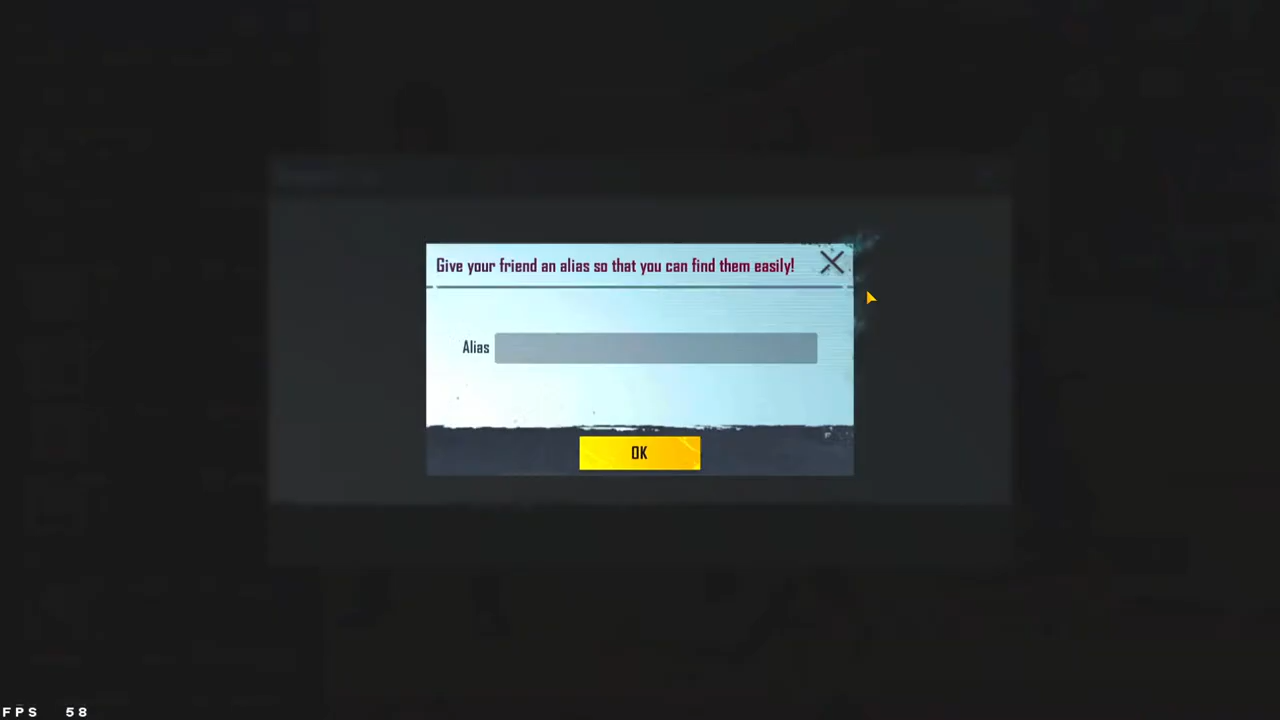 Give your friend an alias so that you can find them easily!
Alias
OK
FPS 58